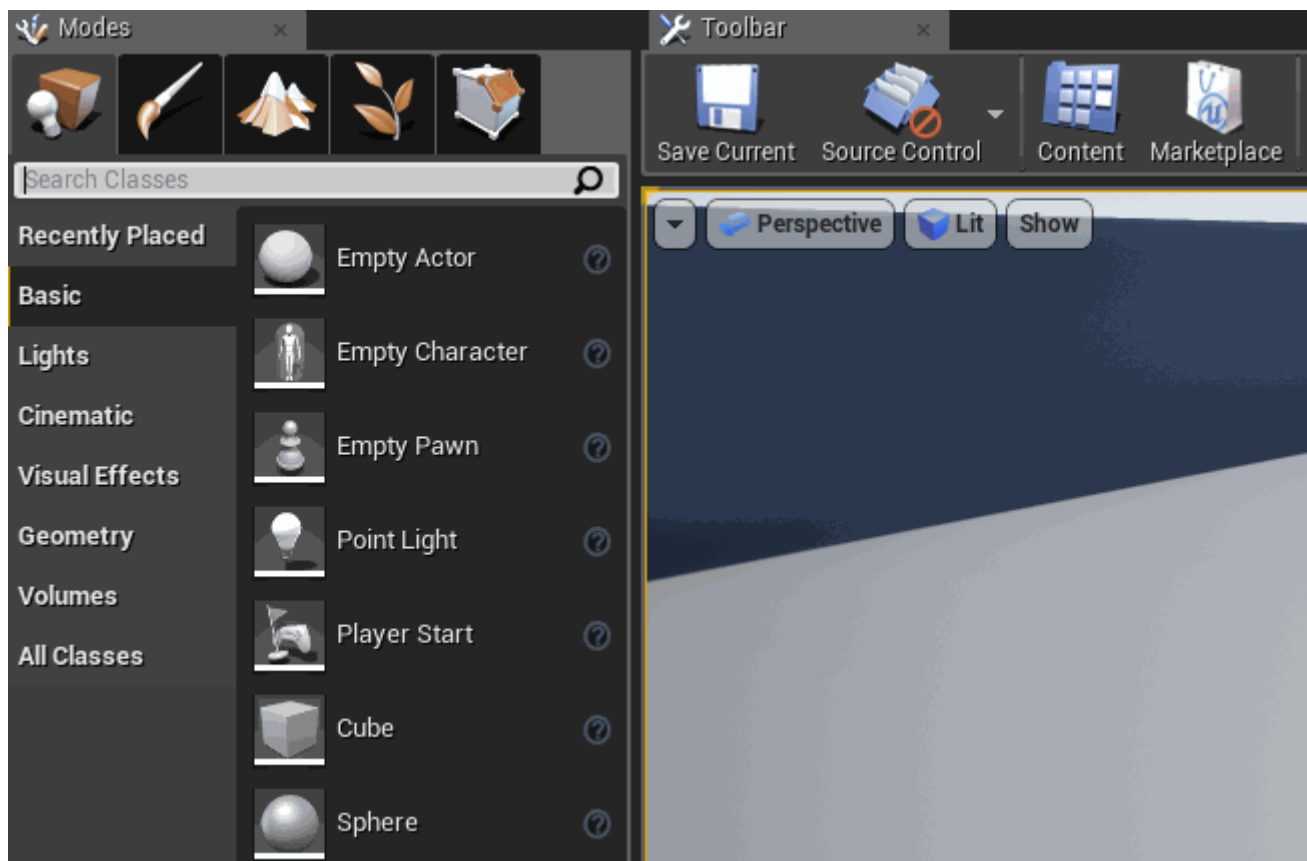 Modes
Toolbar
Save Current
Source Control
Content
Marketplace
Search Classes
Recently Placed
Basic
Lights
Cinematic
Visual Effects
Geometry
Volumes
All Classes
Empty Actor
Empty Character
Empty Pawn
Point Light
Player Start
Cube
Sphere
Perspective
Lit
Show